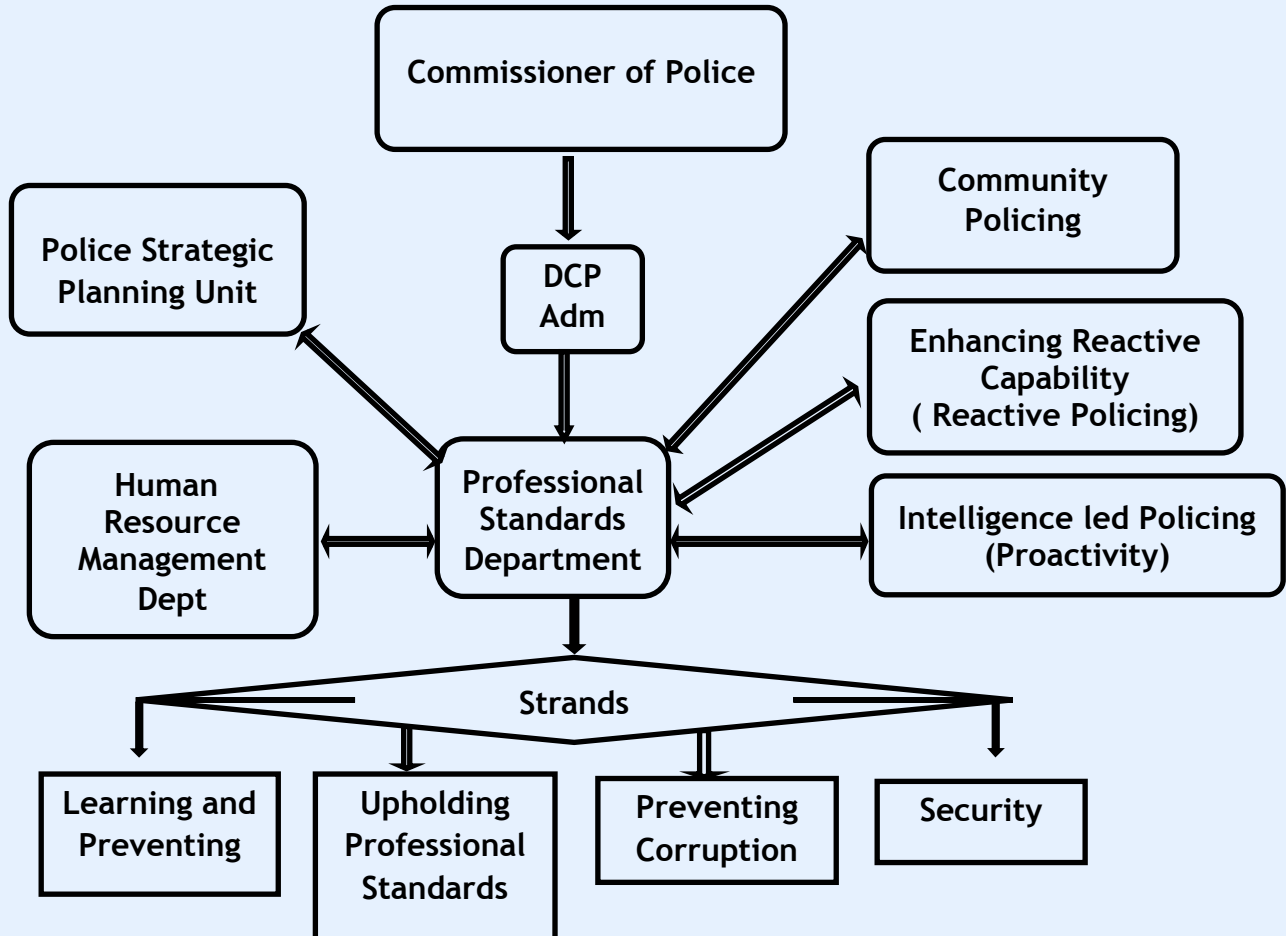 Commissioner of Police
Community
Policing
Police Strategic
Planning Unit
DCP
Adm
Enhancing Reactive
Capability
( Reactive Policing)
Human
Resource
Management
Dept
Professional
Standards
Department
Intelligence led Policing
(Proactivity)
Strands
Learning and
Preventing
Upholding
Professional
Standards
Preventing
Corruption
Security